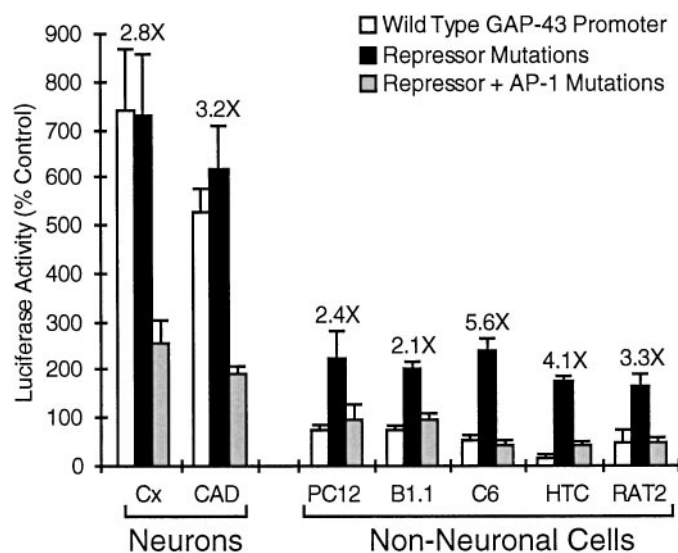 Wild Type GAP-43 Promoter
Repressor Mutations
Repressor + AP-1 Mutations
Luciferase Activity (% Control)
900
800
700
600
500
400
300
200
100
0
2.8X
3.2X
2.4X
2.1X
5.6X
4.1X
3.3X
Cx CAD PC12 B1.1 C6 HTC RAT2
Neurons Non-Neuronal Cells